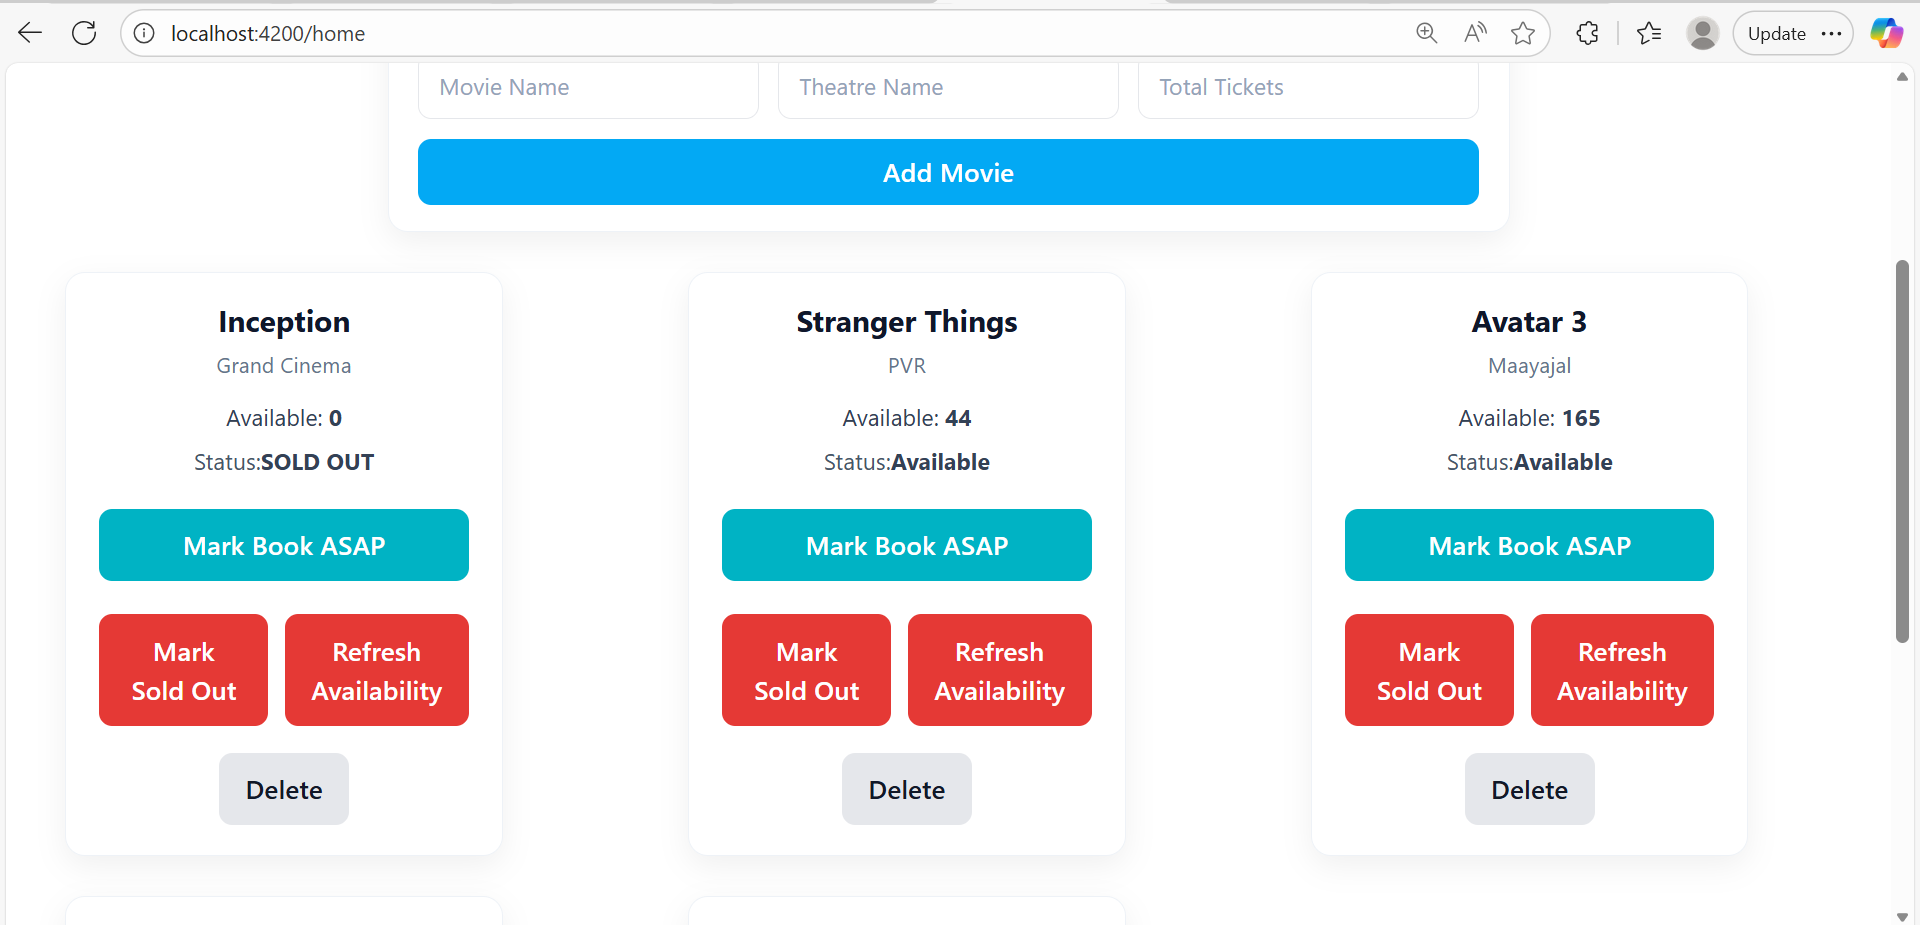 localhost:4200/home
Update
Movie Name
Theatre Name
Total Tickets
Add Movie
Inception
Grand Cinema
Available: 0
Status:SOLD OUT
Mark Book ASAP
Mark
Sold Out
Refresh
Availability
Delete
Stranger Things
PVR
Available: 44
Status:Available
Mark Book ASAP
Mark
Sold Out
Refresh
Availability
Delete
Avatar 3
Maayajal
Available: 165
Status:Available
Mark Book ASAP
Mark
Sold Out
Refresh
Availability
Delete